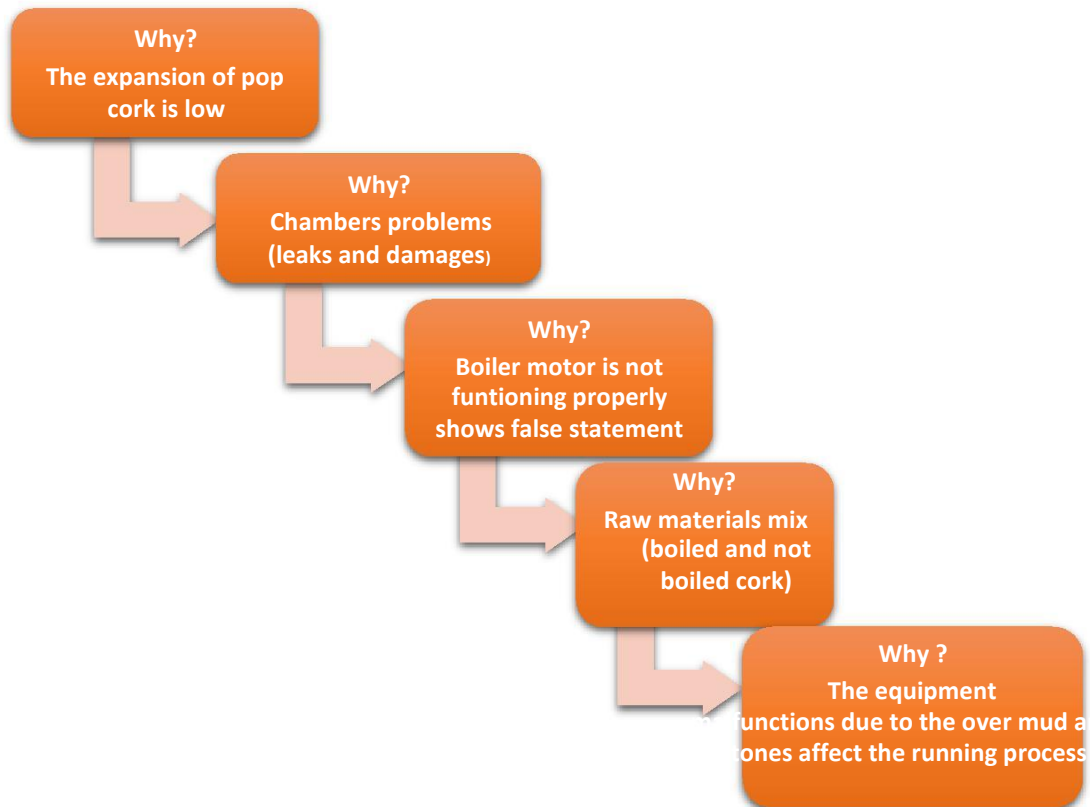 Why?
The expansion of pop
cork is low
Why?
Chambers problems
(leaks and damages)
Why?
Boiler motor is not
funtioning properly
shows false statement
Why?
Raw materials mix
(boiled and not
boiled cork)
Why ?
The equipment
functions due to the over mud a
tones affect the running process